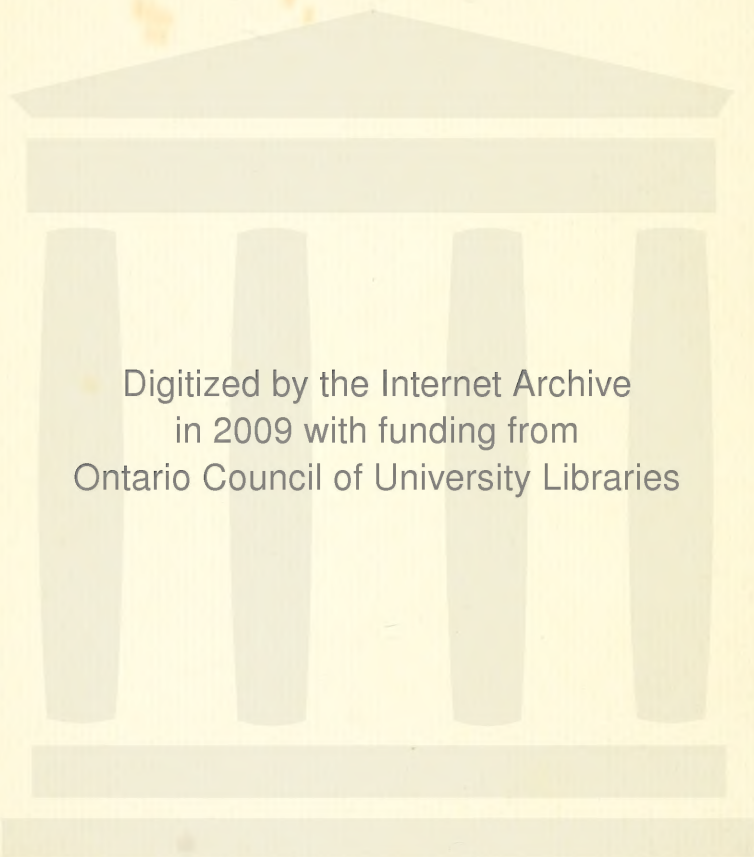 Digitized by the Internet Archive
in 2009 with funding from
Ontario Council of University Libraries